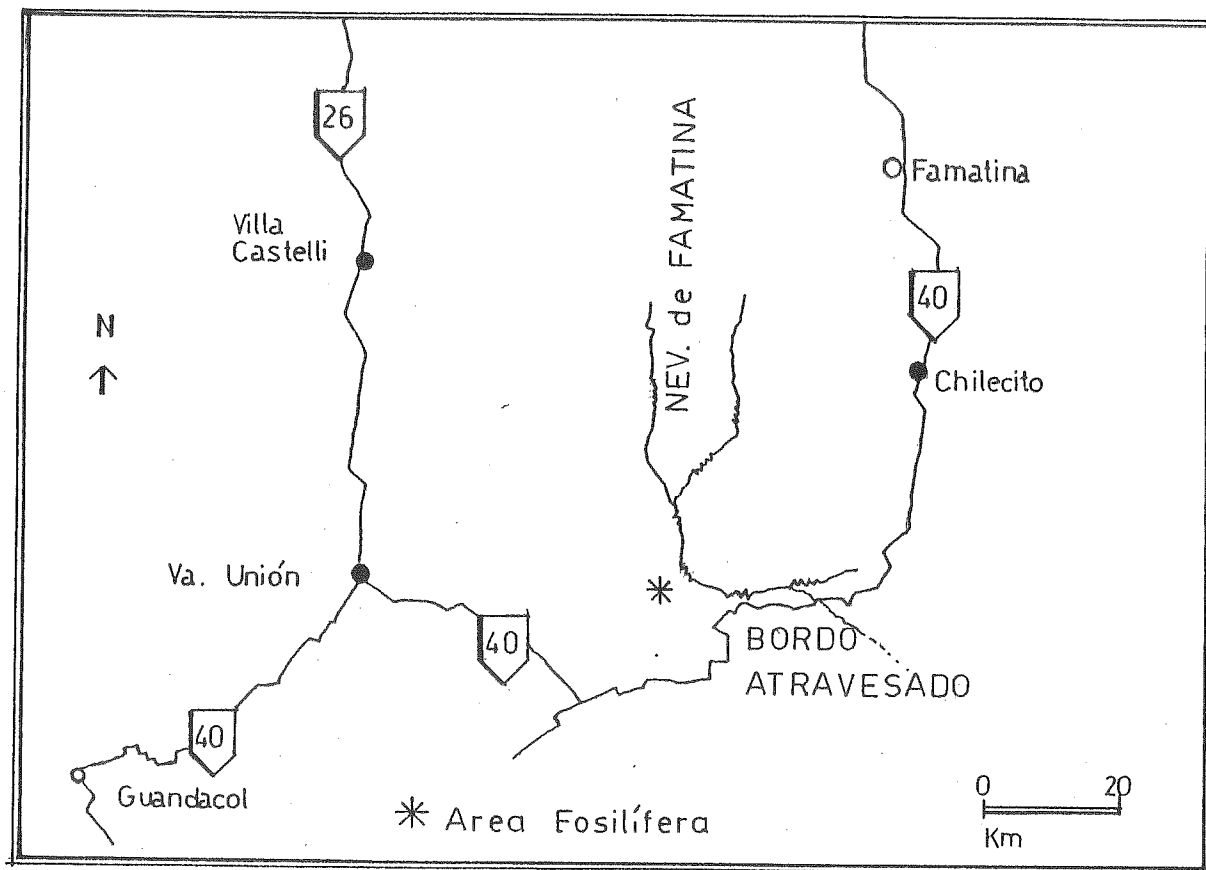 26
NEV. de FAMATINA
Famatina
Villa
Castelli
40
N
Chilecito
Va. Unión
40
BORDO
ATRAVESADO
40
Guandacol
Area Fosilífera
0 20
Km